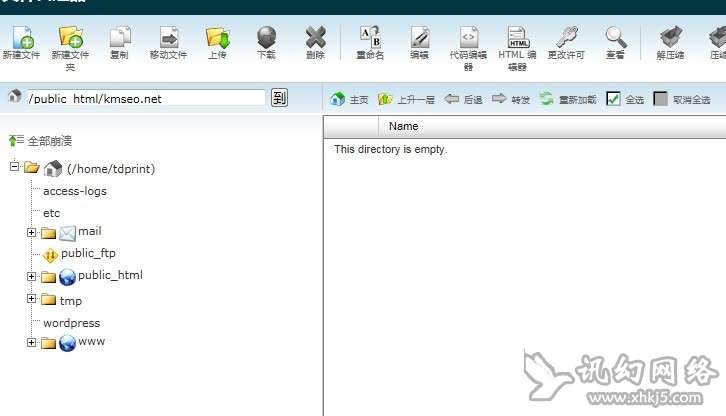 新建文件 新建文件夹 复制 移动文件 上传 下载 删除 重命名 编辑 代码编辑器 HTML 编辑器 更改许可 查看 解压缩
/public_html/kmseo.net 到 主页 上升一层 后退 转发 重新加载 全选 取消全选
全部崩溃
Name
(/home/tdprint)
This directory is empty.
access-logs
etc
mail
public_ftp
public_html
tmp
wordpress
www
讯幻网络
www.xhkj5.com